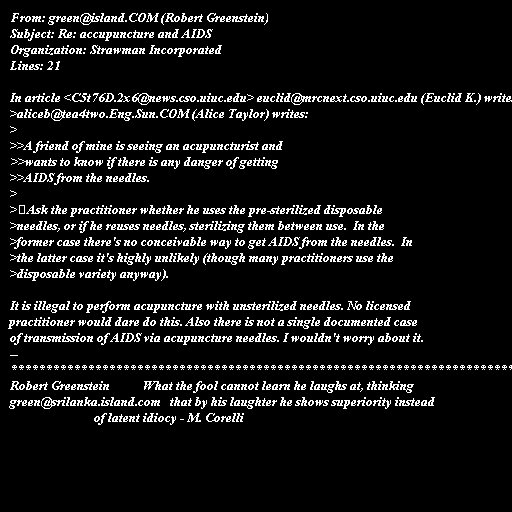 From: green@island.COM (Robert Greenstein)
Subject: Re: accupuncture and AIDS
Organization: Strawman Incorporated
Lines: 21

In article <C5t76D.2x6@news.cso.uiuc.edu> euclid@mrcnext.cso.uiuc.edu (Euclid K.) write
>aliceb@tea4two.Eng.Sun.COM (Alice Taylor) writes:
>
>>A friend of mine is seeing an acupuncturist and
>>wants to know if there is any danger of getting
>>AIDS from the needles.
>
>Ask the practitioner whether he uses the pre-sterilized disposable
>needles, or if he reuses needles, sterilizing them between use.  In the
>former case there's no conceivable way to get AIDS from the needles.  In
>the latter case it's highly unlikely (though many practitioners use the
>disposable variety anyway).

It is illegal to perform acupuncture with unsterilized needles. No licensed
practitioner would dare do this. Also there is not a single documented case
of transmission of AIDS via acupuncture needles. I wouldn't worry about it.
--
***************************************************************************
Robert Greenstein          What the fool cannot learn he laughs at, thinking
green@srilanka.island.com   that by his laughter he shows superiority instead
of latent idiocy - M. Corelli